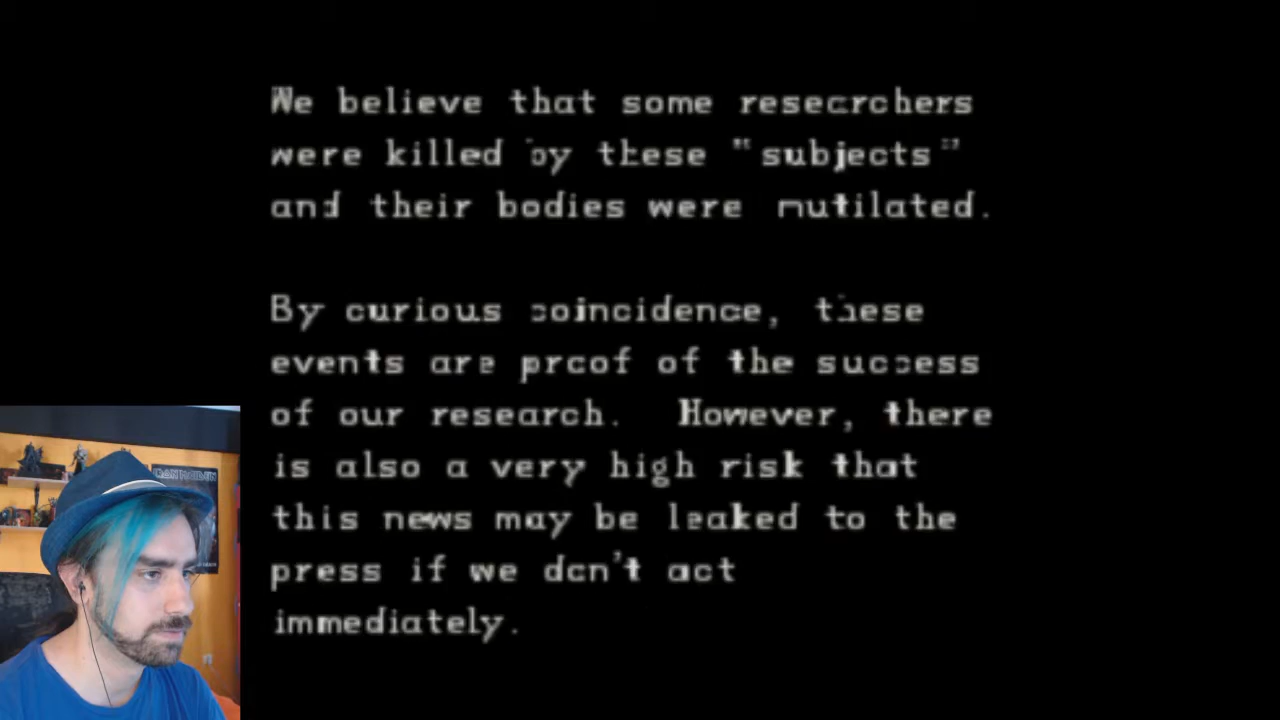 We believe that some researchers
were killed by these "subjects"
and their bodies were mutilated.
By curious coincidence, these
events are proof of the success
of our research. However, there
is also a very high risk that
this news may be leaked to the
press if we don't act
immediately.
IRON MAIDEN